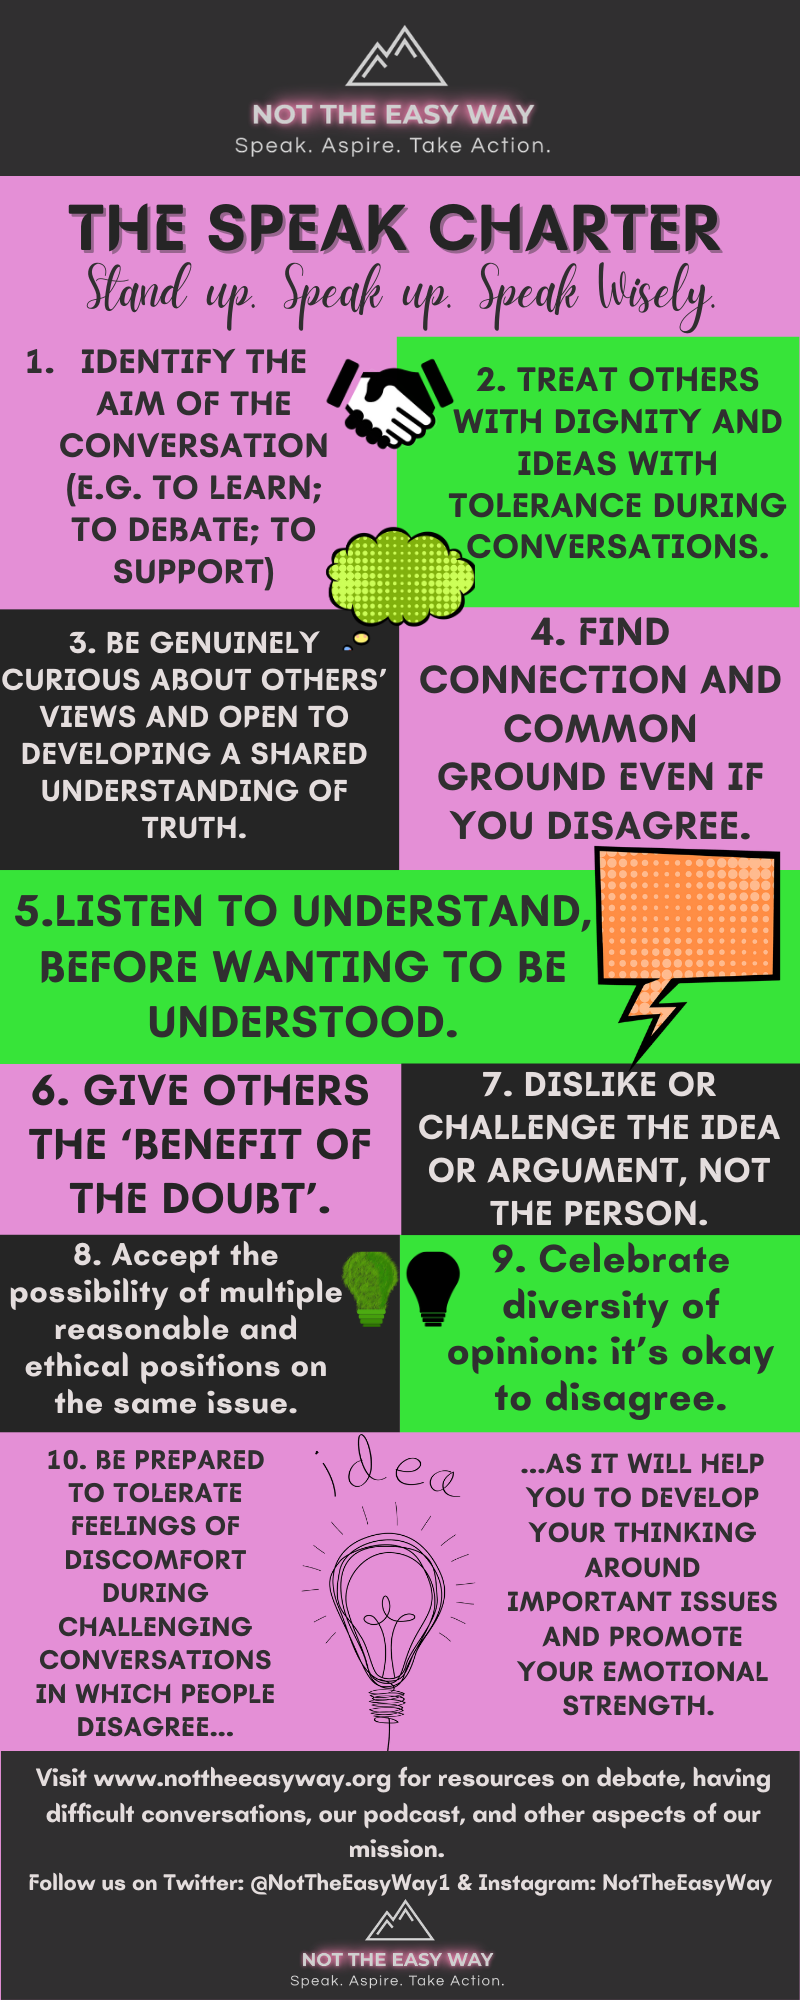 NOT THE EASY WAY
Speak. Aspire. Take Action.
THE SPEAK CHARTER
Stand up. Speak up. Speak Wisely.
1. IDENTIFY THE
AIM OF THE
CONVERSATION
(E.G. TO LEARN;
TO DEBATE; TO
SUPPORT)
2. TREAT OTHERS
WITH DIGNITY AND
IDEAS WITH
TOLERANCE DURING
CONVERSATIONS.
3. BE GENUINELY
CURIOUS ABOUT OTHERS’
VIEWS AND OPEN TO
DEVELOPING A SHARED
UNDERSTANDING OF
TRUTH.
4. FIND
CONNECTION AND
COMMON
GROUND EVEN IF
YOU DISAGREE.
5.LISTEN TO UNDERSTAND,
BEFORE WANTING TO BE
UNDERSTOOD.
6. GIVE OTHERS
THE ‘BENEFIT OF
THE DOUBT’.
7. DISLIKE OR
CHALLENGE THE IDEA
OR ARGUMENT, NOT
THE PERSON.
8. Accept the
possibility of multiple
reasonable and
ethical positions on
the same issue.
9. Celebrate
diversity of
opinion: it’s okay
to disagree.
10. BE PREPARED
TO TOLERATE
FEELINGS OF
DISCOMFORT
DURING
CHALLENGING
CONVERSATIONS
IN WHICH PEOPLE
DISAGREE...
idea
...AS IT WILL HELP
YOU TO DEVELOP
YOUR THINKING
AROUND
IMPORTANT ISSUES
AND PROMOTE
YOUR EMOTIONAL
STRENGTH.
Visit www.nottheeasyway.org for resources on debate, having
difficult conversations, our podcast, and other aspects of our
mission.
Follow us on Twitter: @NotTheEasyWay1 & Instagram: NotTheEasyWay
NOT THE EASY WAY
Speak. Aspire. Take Action.